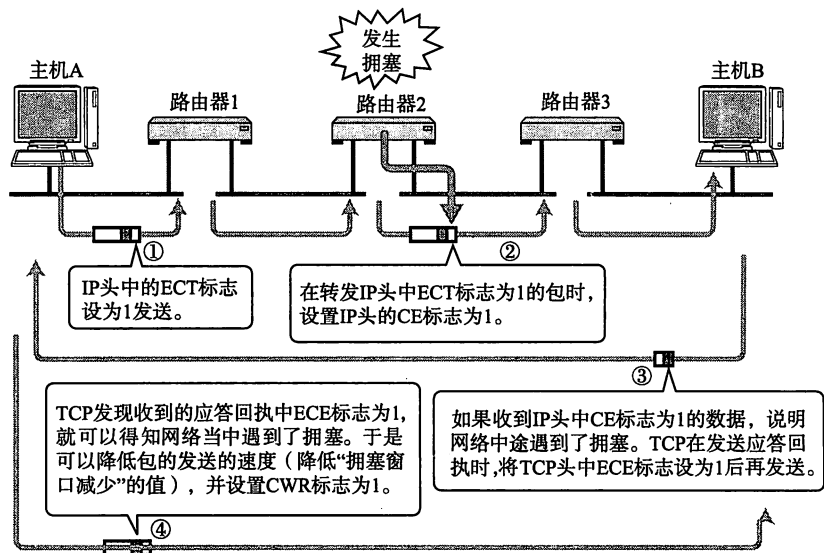 发生
拥塞
主机A
路由器1
路由器2
路由器3
主机B
①
IP头中的ECT标志
设为1发送。
②
在转发IP头中ECT标志为1的包时，
设置IP头的CE标志为1。
③
如果收到IP头中CE标志为1的数据，说明
网络中途遇到了拥塞。TCP在发送应答回
执时，将TCP头中ECE标志设为1后再发送。
TCP发现收到的应答回执中ECE标志为1，
就可以得知网络当中遇到了拥塞。于是
可以降低包的发送的速度（降低“拥塞窗
口减少”的值），并设置CWR标志为1。
④